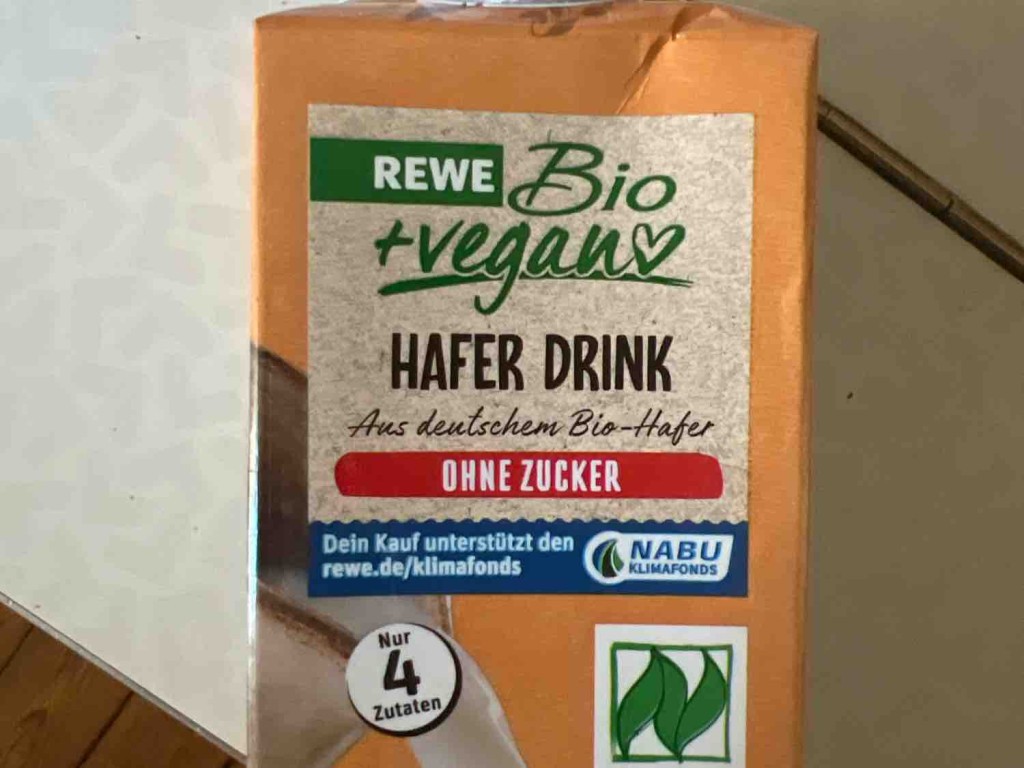 REWE Bio
+vegan
HAFER DRINK
Aus deutschem Bio-Hafer
OHNE ZUCKER
Dein Kauf unterstützt den
rewe.de/klimafonds
NABU
KLIMAFONDS
Nur
4
Zutaten